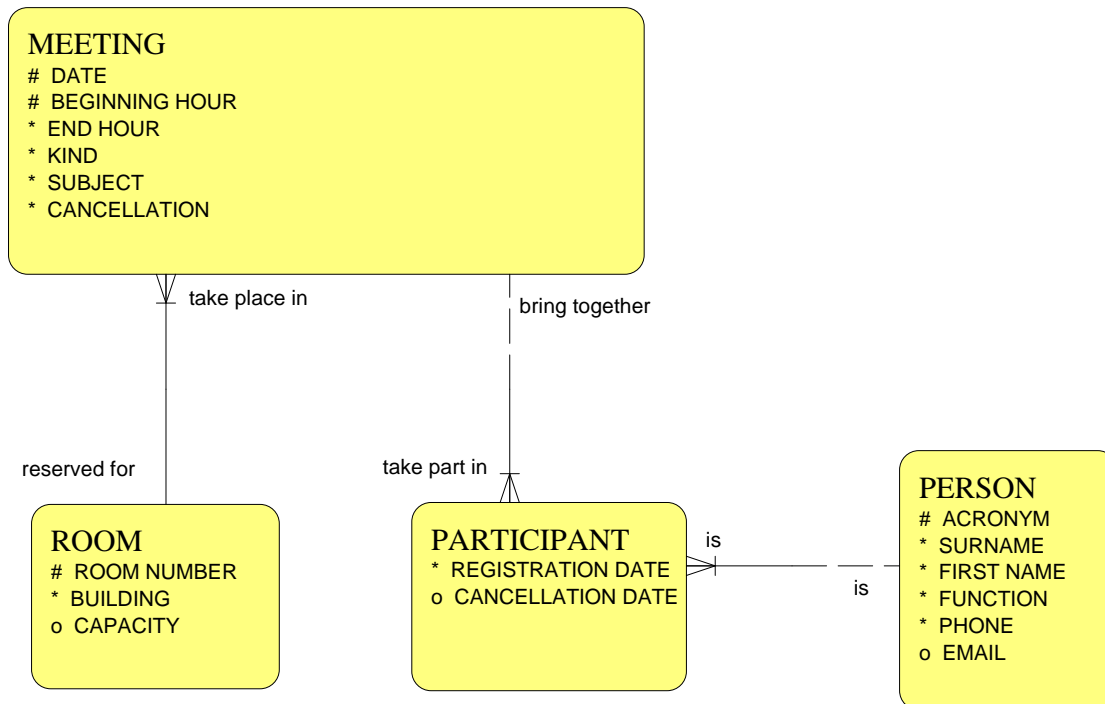 MEETING
# DATE
# BEGINNING HOUR
* END HOUR
* KIND
* SUBJECT
* CANCELLATION
take place in
bring together
reserved for
take part in
ROOM
# ROOM NUMBER
* BUILDING
o CAPACITY
PARTICIPANT
* REGISTRATION DATE
o CANCELLATION DATE
is
is
PERSON
# ACRONYM
* SURNAME
* FIRST NAME
* FUNCTION
* PHONE
o EMAIL